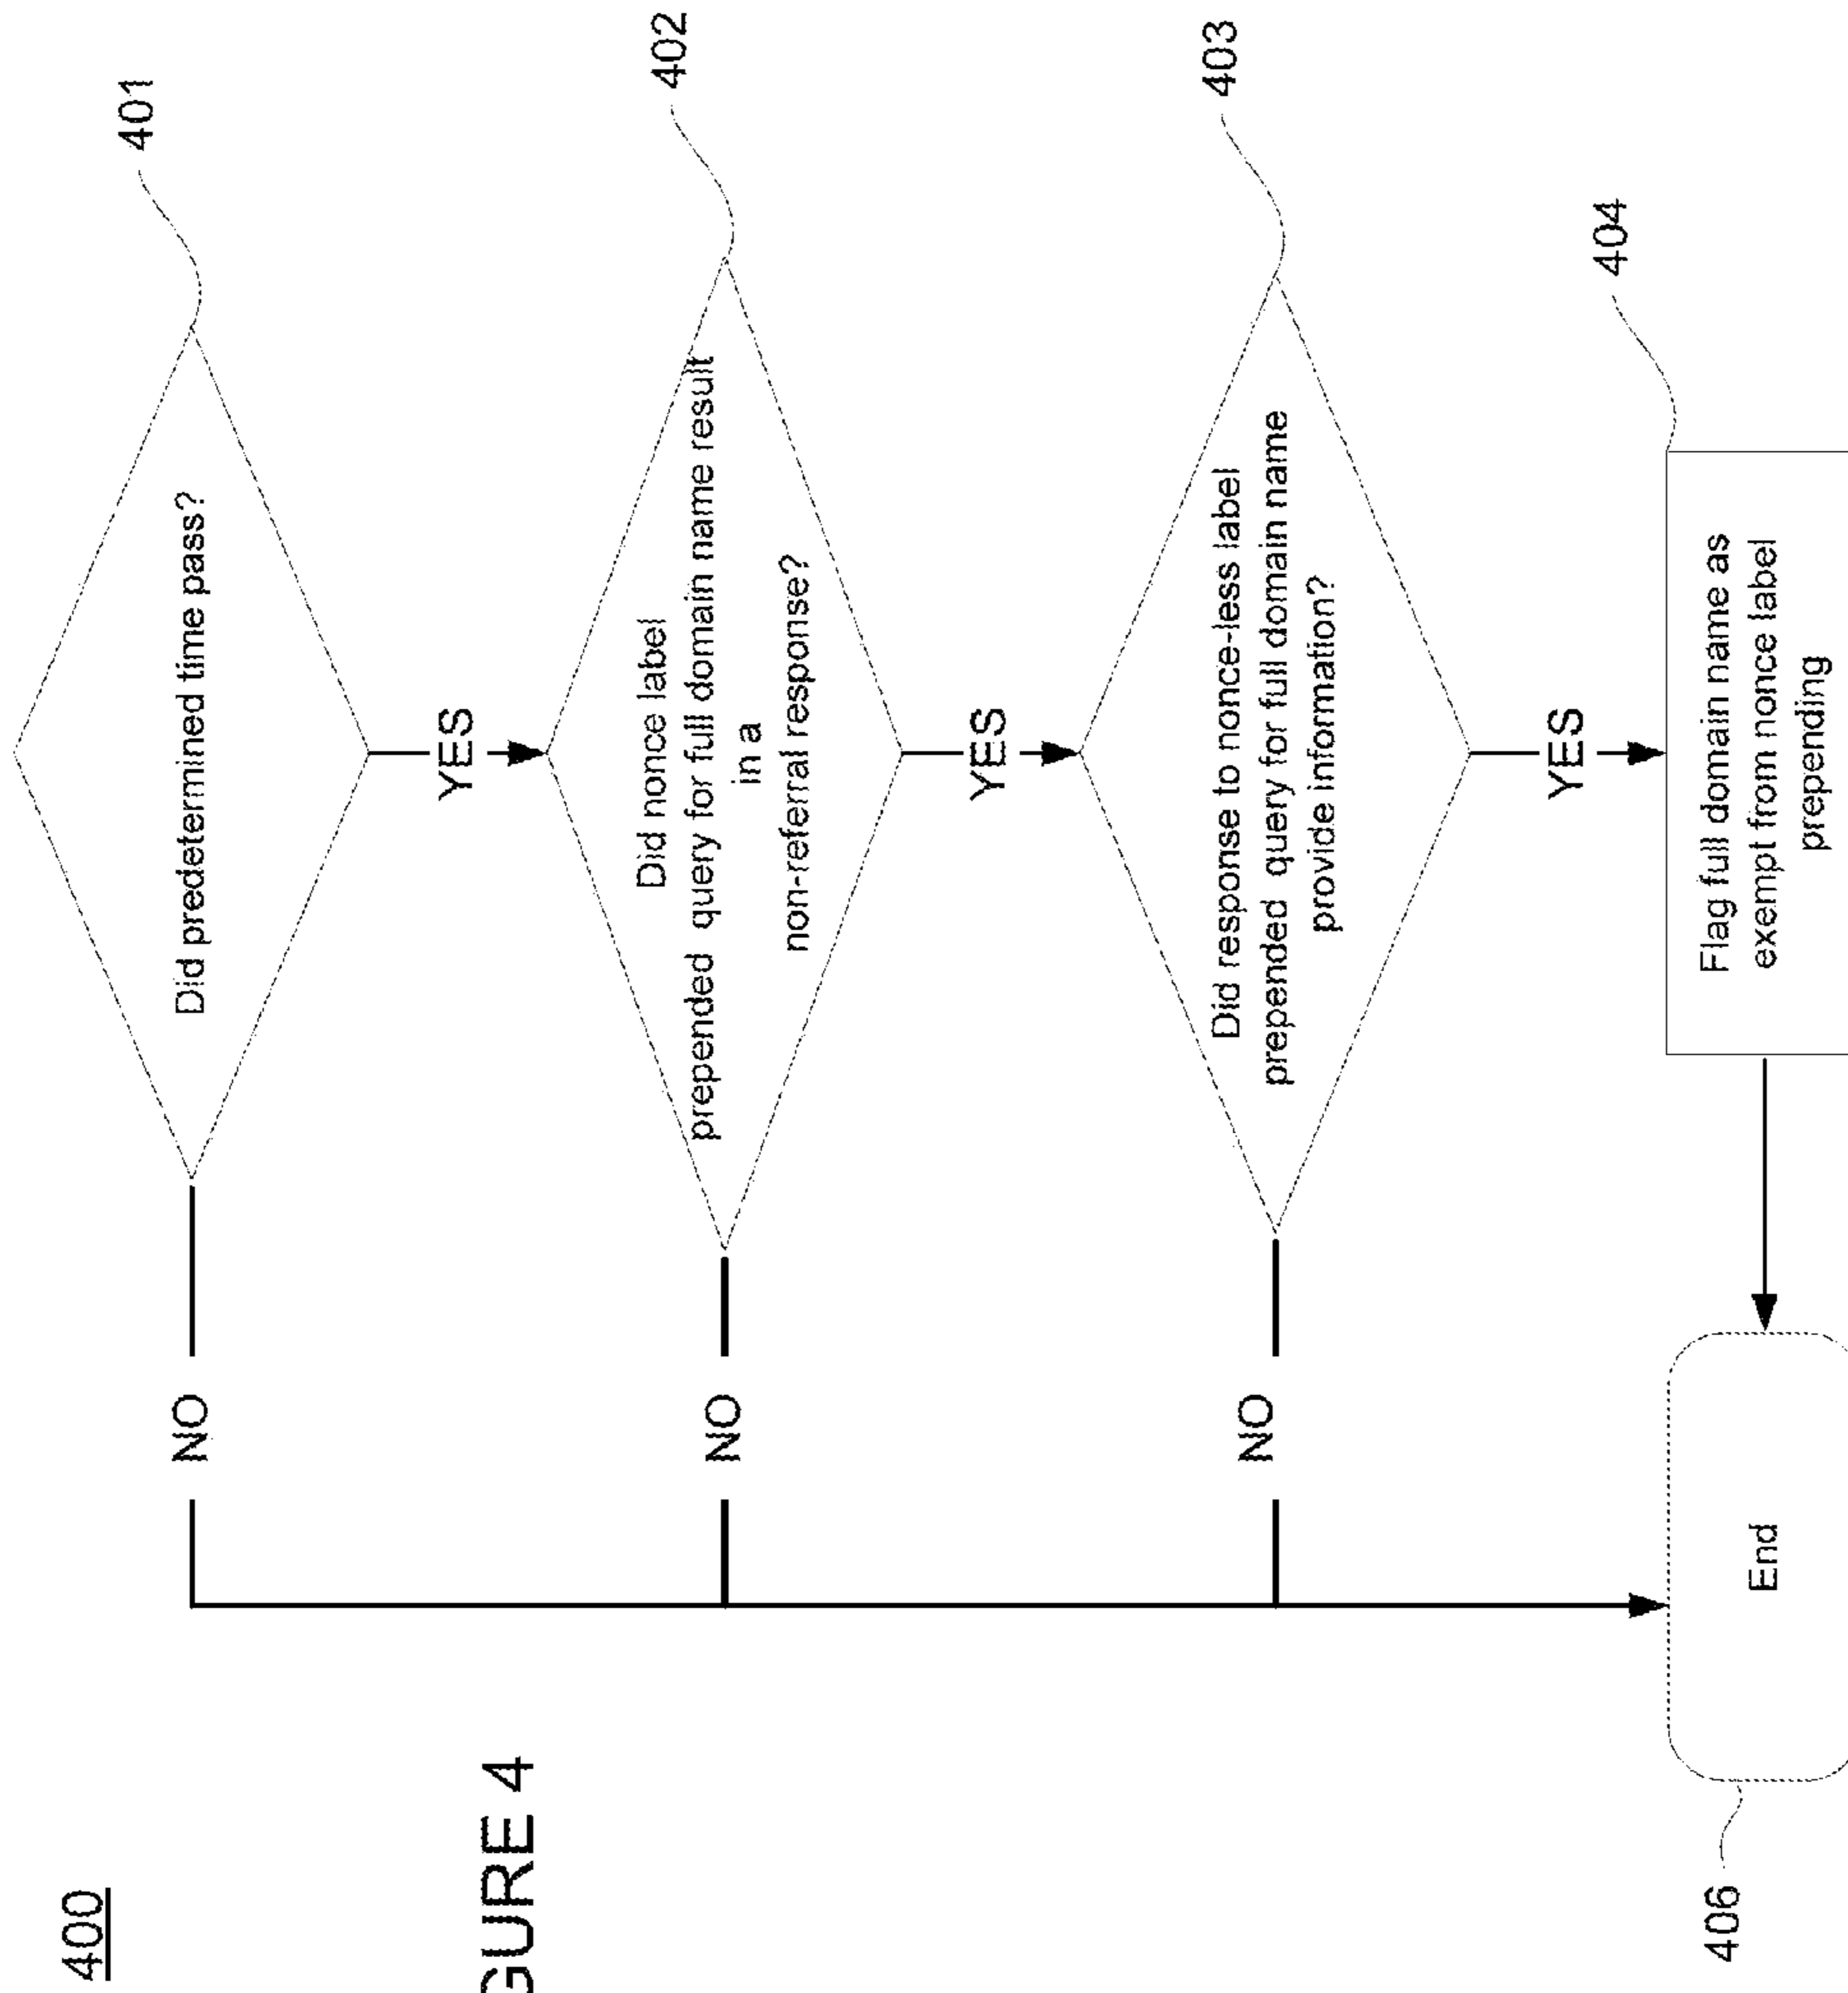 400
401
Did predetermined time pass?
NO
YES
402
Did nonce label
prepended query for full domain name result
in a
non-referral response?
NO
YES
GURE 4
403
Did response to nonce-less label
prepended query for full domain name
provide information?
NO
YES
404
Flag full domain name as
exempt from nonce label
prepending
End
406